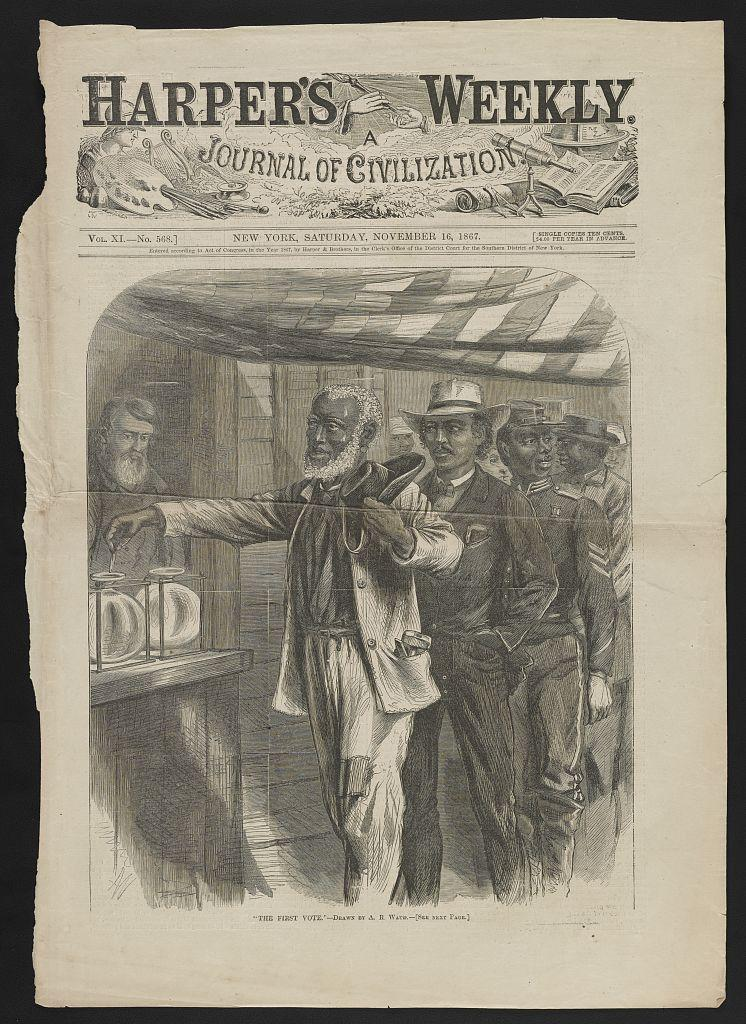 HARPER'S WEEKLY.
A
JOURNAL OF CIVILIZATION
VOL. XI.—NO. 568.] NEW YORK, SATURDAY, NOVEMBER 16, 1867. [SINGLE COPIES TEN CENTS.
[$4.00 PER YEAR IN ADVANCE.
Entered according to Act of Congress, in the Year 1867, by Harper & Brothers, in the Clerk's Office of the District Court for the Southern District of New York.
"THE FIRST VOTE."—DRAWN BY A. R. WAUD.—[SEE NEXT PAGE.]